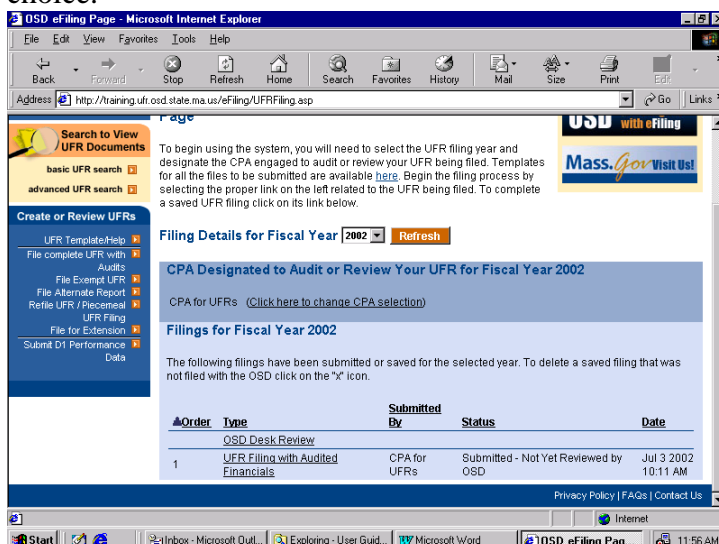 choice.
OSD eFiling Page - Microsoft Internet Explorer
File Edit View Favorites Tools Help
Back Forward Stop Refresh Home Search Favorites History Mail Size Print Edit
Address http://training.ufr.osd.state.ma.us/eFiling/UFRFiling.asp Go Links
Search to View
UFR Documents
basic UFR search
advanced UFR search
Create or Review UFRs
UFR Template/Help
File complete UFR with
Audits
File Exempt UFR
File Alternate Report
Refile UFR / Piecemeal
UFR Filing
File for Extension
Submit D1 Performance
Data
Page
To begin using the system, you will need to select the UFR filing year and
designate the CPA engaged to audit or review your UFR being filed. Templates
for all the files to be submitted are available here. Begin the filing process by
selecting the proper link on the left related to the UFR being filed. To complete
a saved UFR filing click on its link below.
OSD with eFiling
Mass.Gov Visit Us!
Filing Details for Fiscal Year 2002 Refresh
CPA Designated to Audit or Review Your UFR for Fiscal Year 2002
CPA for UFRs (Click here to change CPA selection)
Filings for Fiscal Year 2002
The following filings have been submitted or saved for the selected year. To delete a saved filing that was
not filed with the OSD click on the "x" icon.
Order Type Submitted By Status Date
OSD Desk Review
1 UFR Filing with Audited CPA for Submitted - Not Yet Reviewed by Jul 3 2002
Financials UFRs OSD 10:11 AM
Privacy Policy | FAQs | Contact Us
Internet
Start Inbox - Microsoft Outl... Exploring - User Guid... Microsoft Word OSD eFiling Pag... 11:56 AM